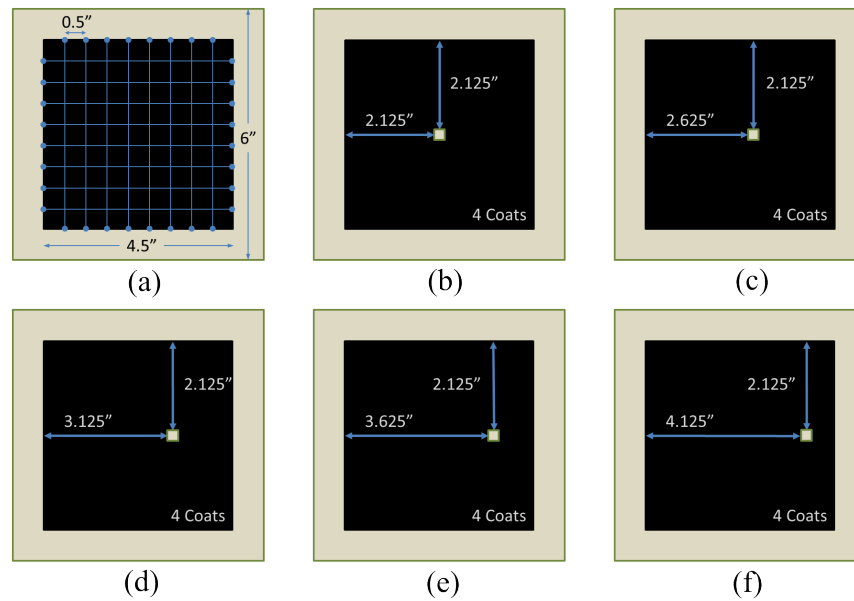 0.5”
6”
4.5”
(a)
2.125”
2.125”
4 Coats
(b)
2.125”
2.625”
4 Coats
(c)
2.125”
3.125”
4 Coats
(d)
2.125”
3.625”
4 Coats
(e)
2.125”
4.125”
4 Coats
(f)